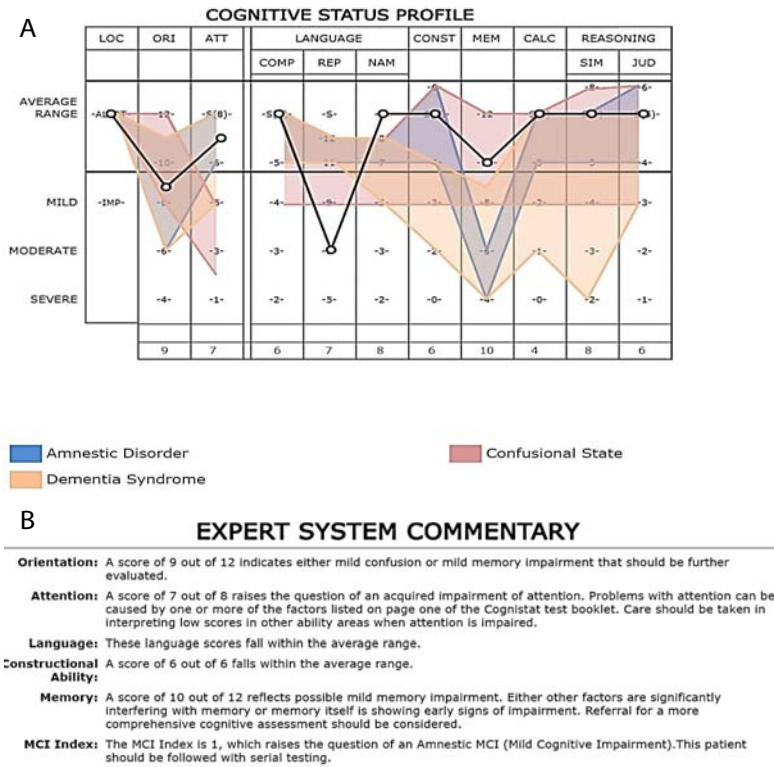 A
COGNITIVE STATUS PROFILE
LOC ORI ATT LANGUAGE CONST MEM CALC REASONING
COMP REP NAM SIM JUD
AVERAGE
RANGE
-12- -S(8)- -S- -12-
-5- -4-
MILD -IMP- -5- -4- -9- -3-
MODERATE -6- -3- -3- -3- -2- -1- -3- -2-
SEVERE -4- -1- -2- -5- -2- -0- -4- -0- -2- -1-
9 7 6 7 8 6 10 4 8 6
Amnestic Disorder Confusional State
Dementia Syndrome
B
EXPERT SYSTEM COMMENTARY
Orientation: A score of 9 out of 12 indicates either mild confusion or mild memory impairment that should be further
evaluated.
Attention: A score of 7 out of 8 raises the question of an acquired impairment of attention. Problems with attention can be
caused by one or more of the factors listed on page one of the Cognistat test booklet. Care should be taken in
interpreting low scores in other ability areas when attention is impaired.
Language: These language scores fall within the average range.
Constructional A score of 6 out of 6 falls within the average range.
Ability:
Memory: A score of 10 out of 12 reflects possible mild memory impairment. Either other factors are significantly
interfering with memory or memory itself is showing early signs of impairment. Referral for a more
comprehensive cognitive assessment should be considered.
MCI Index: The MCI Index is 1, which raises the question of an Amnestic MCI (Mild Cognitive Impairment).This patient
should be followed with serial testing.